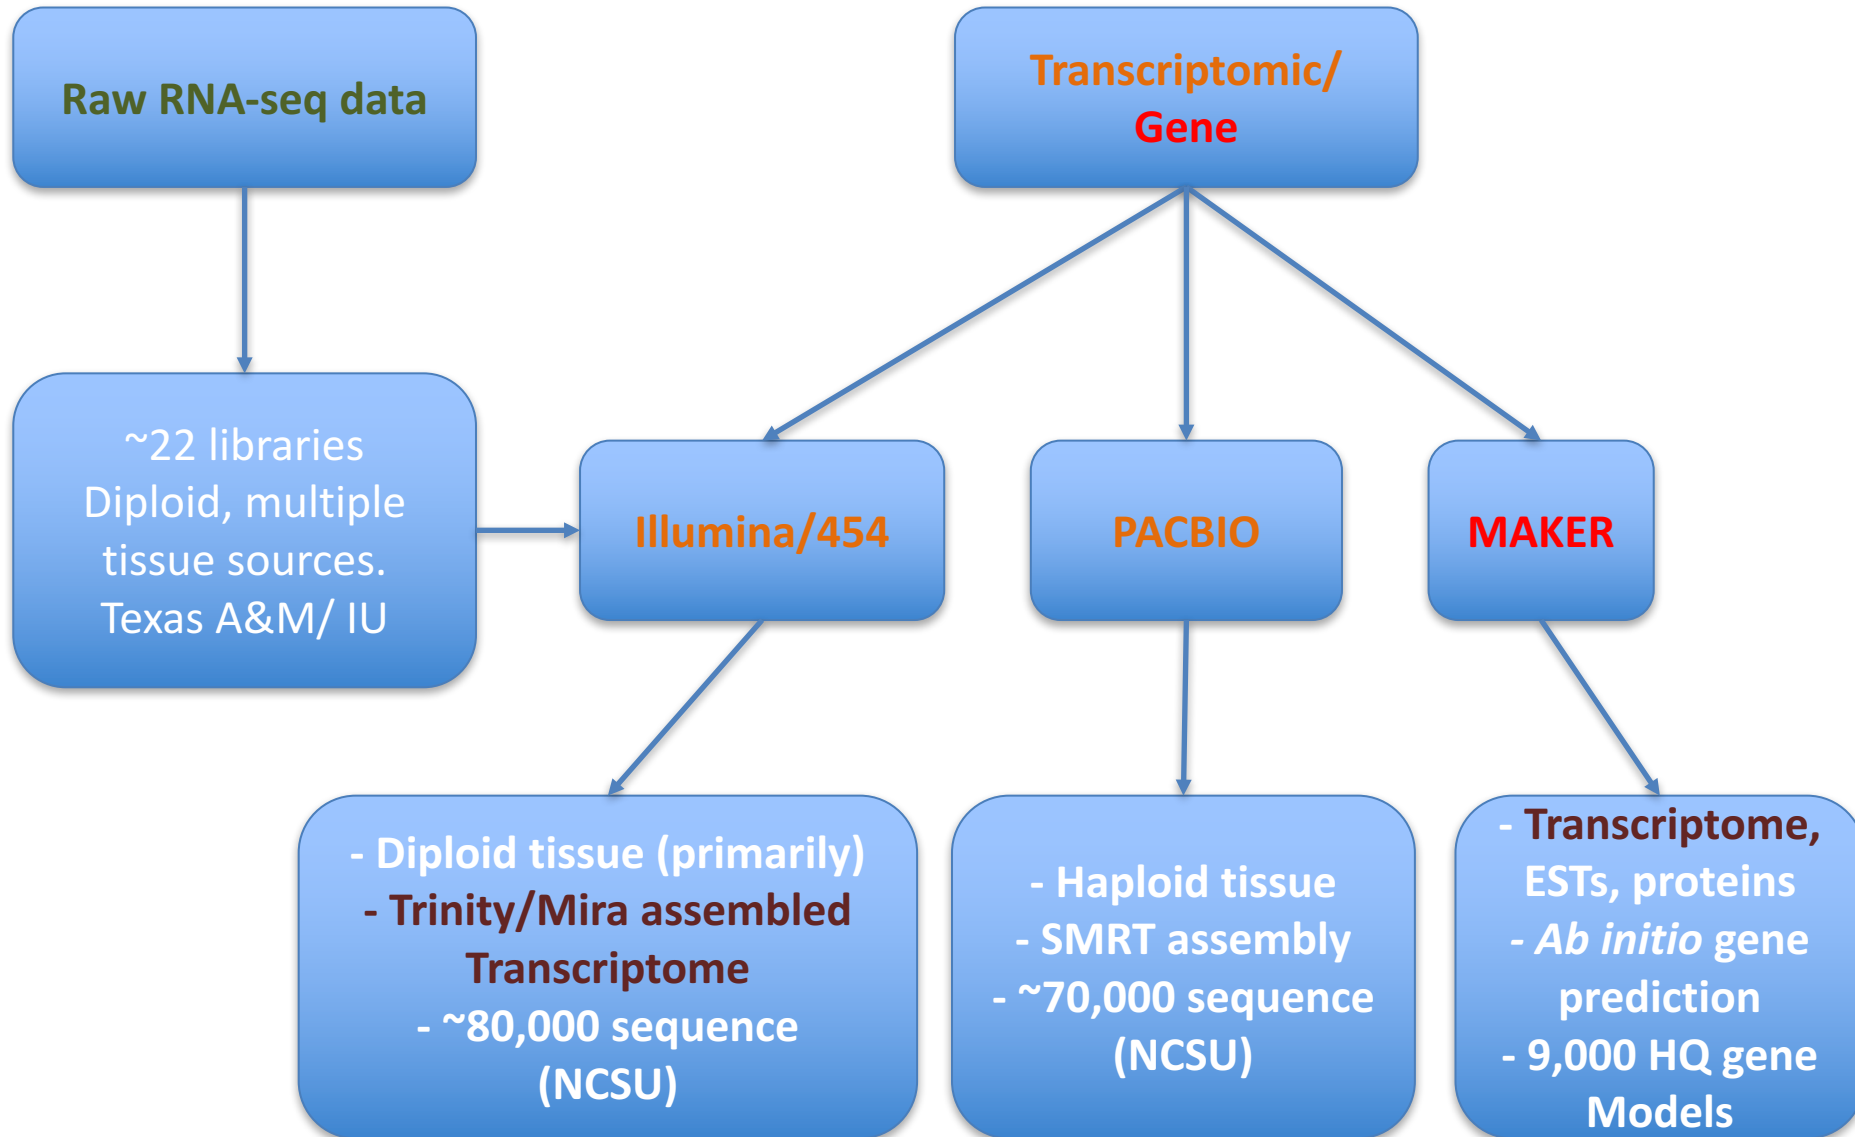 Raw RNA-seq data
Transcriptomic/
Gene
~22 libraries
Diploid, multiple
tissue sources.
Texas A&M/ IU
Illumina/454
PACBIO
MAKER
- Diploid tissue (primarily)
- Trinity/Mira assembled
Transcriptome
- ~80,000 sequence
(NCSU)
- Haploid tissue
- SMRT assembly
- ~70,000 sequence
(NCSU)
- Transcriptome,
ESTs, proteins
- Ab initio gene
prediction
- 9,000 HQ gene
Models